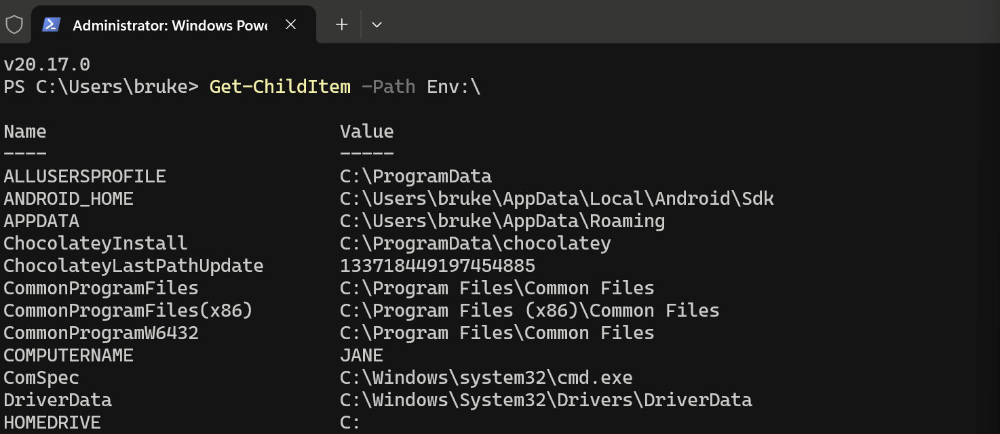 Administrator: Windows Powe
v20.17.0
PS C:\Users\bruke> Get-ChildItem -Path Env:\
Name Value
---- -----
ALLUSERSPROFILE C:\ProgramData
ANDROID_HOME C:\Users\bruke\AppData\Local\Android\Sdk
APPDATA C:\Users\bruke\AppData\Roaming
ChocolateyInstall C:\ProgramData\chocolatey
ChocolateyLastPathUpdate 133718449197454885
CommonProgramFiles C:\Program Files\Common Files
CommonProgramFiles(x86) C:\Program Files (x86)\Common Files
CommonProgramW6432 C:\Program Files\Common Files
COMPUTERNAME JANE
ComSpec C:\Windows\system32\cmd.exe
DriverData C:\Windows\System32\Drivers\DriverData
HOMEDRIVE C: